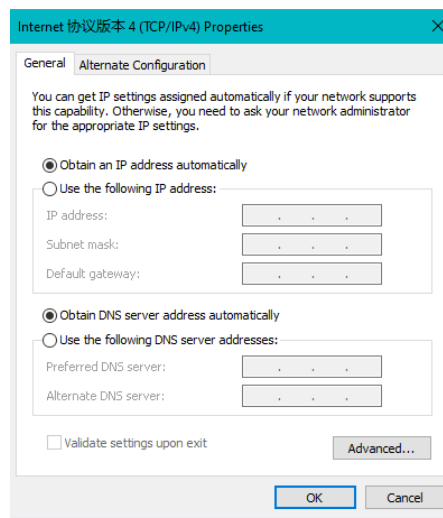 Internet 协议版本 4 (TCP/IPv4) Properties
General
Alternate Configuration
You can get IP settings assigned automatically if your network supports
this capability. Otherwise, you need to ask your network administrator
for the appropriate IP settings.
Obtain an IP address automatically
Use the following IP address:
IP address:
Subnet mask:
Default gateway:
Obtain DNS server address automatically
Use the following DNS server addresses:
Preferred DNS server:
Alternate DNS server:
Validate settings upon exit
Advanced...
OK
Cancel